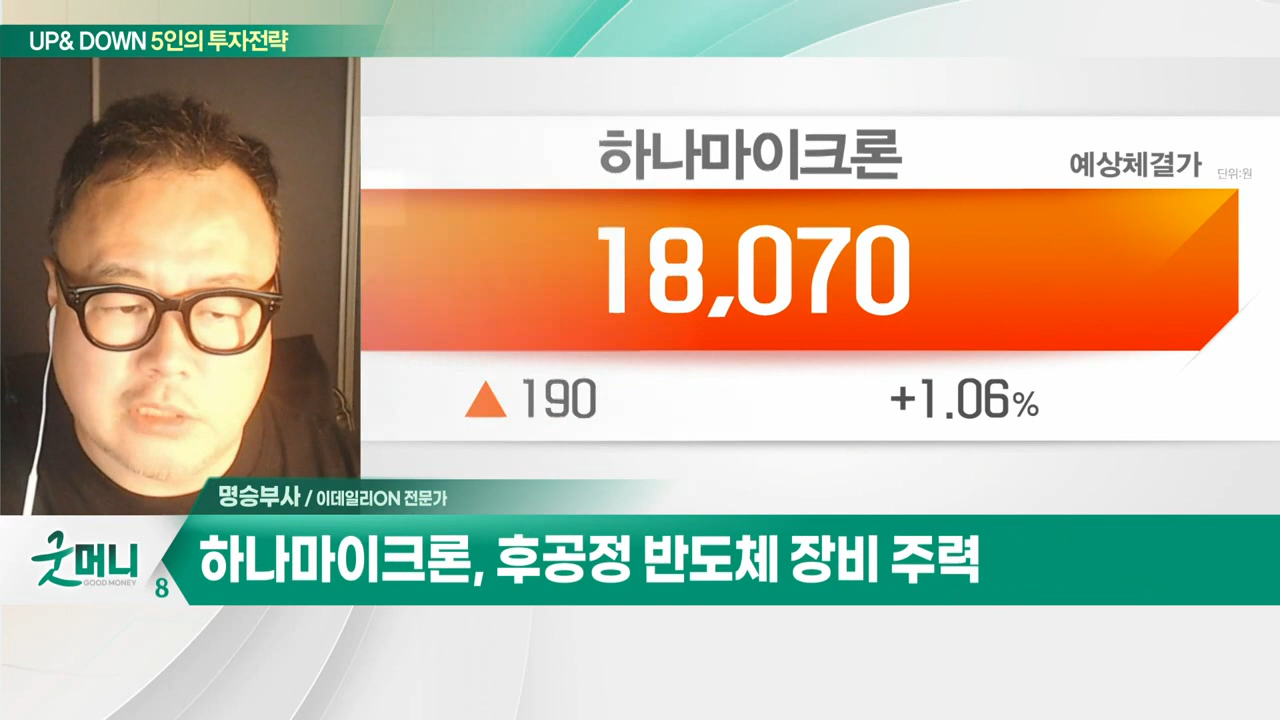 UP& DOWN 5인의 투자전략
하나마이크론
예상체결가
단위:원
18,070
▲ 190
+1.06%
명승부사 / 이데일리ON 전문가
굿머니
GOOD MONEY
8
하나마이크론, 후공정 반도체 장비 주력